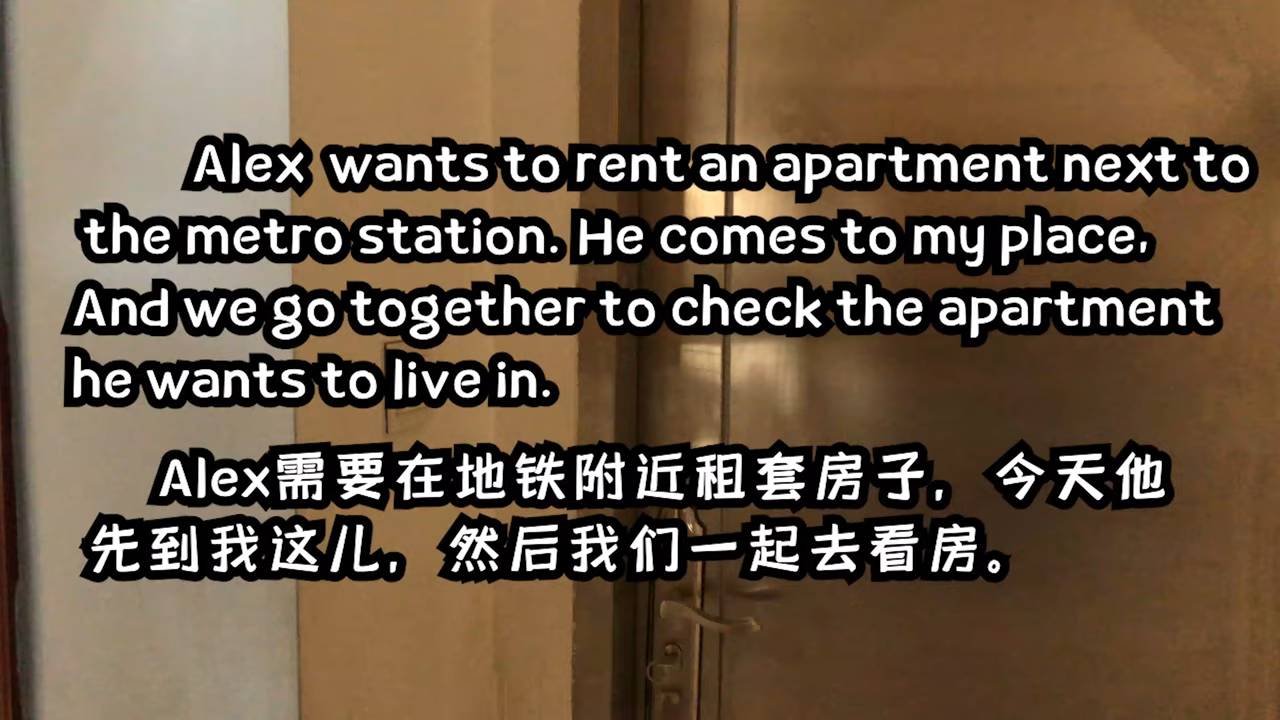 Alex wants to rent an apartment next to
the metro station. He comes to my place,
And we go together to check the apartment
he wants to live in.
Alex需要在地铁附近租套房子，今天他
先到我这儿，然后我们一起去看房。